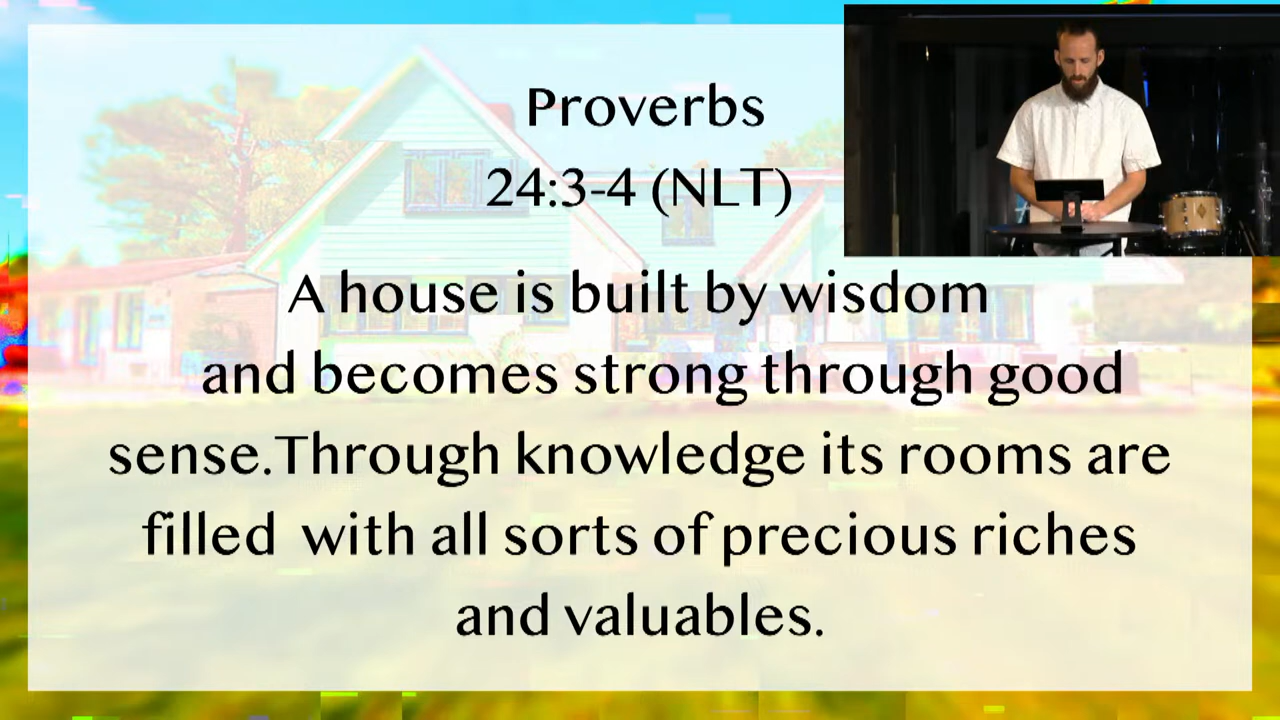 Proverbs
24:3-4 (NLT)
A house is built by wisdom
and becomes strong through good
sense.Through knowledge its rooms are
filled  with all sorts of precious riches
and valuables.